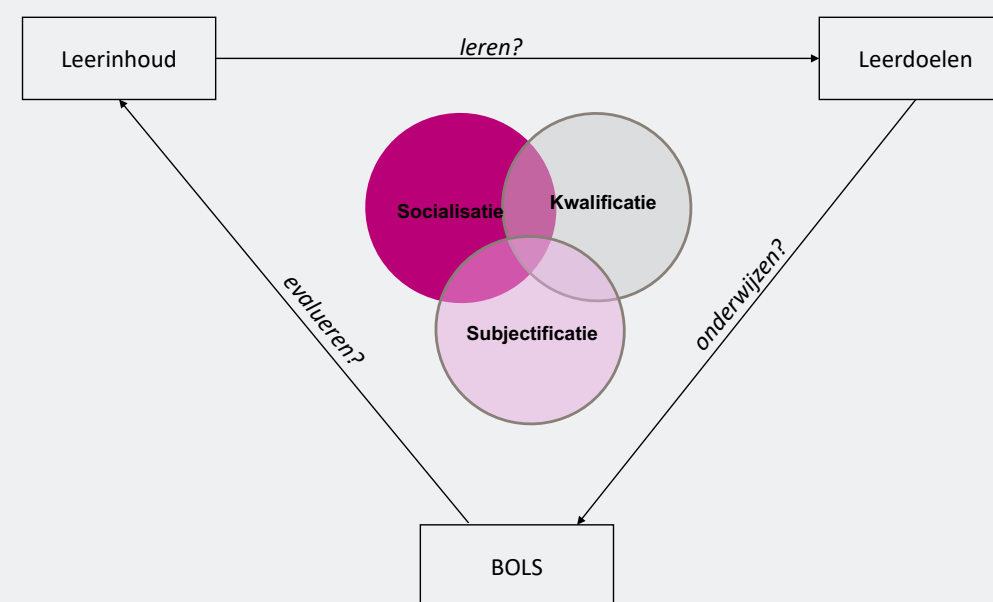 leren?
Leerinhoud
Leerdoelen
Socialisatie
Kwalificatie
evalueren?
onderwijzen?
Subjectificatie
BOLS